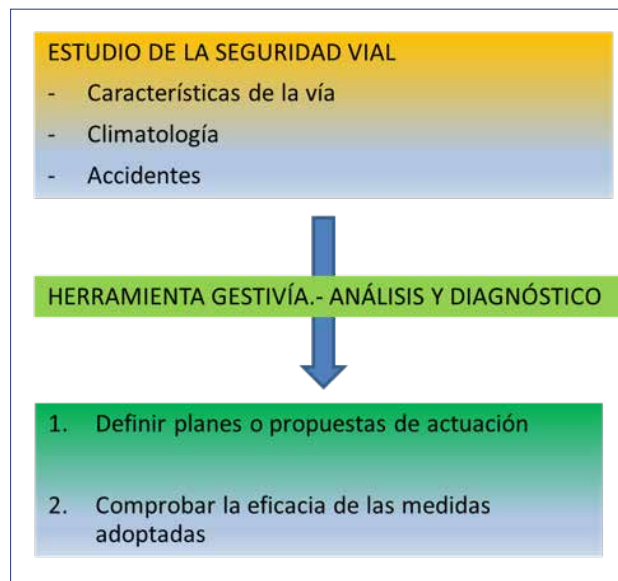 ESTUDIO DE LA SEGURIDAD VIAL
- Características de la vía
- Climatología
- Accidentes
HERRAMIENTA GESTIVÍA.- ANÁLISIS Y DIAGNÓSTICO
1. Definir planes o propuestas de actuación
2. Comprobar la eficacia de las medidas
adoptadas